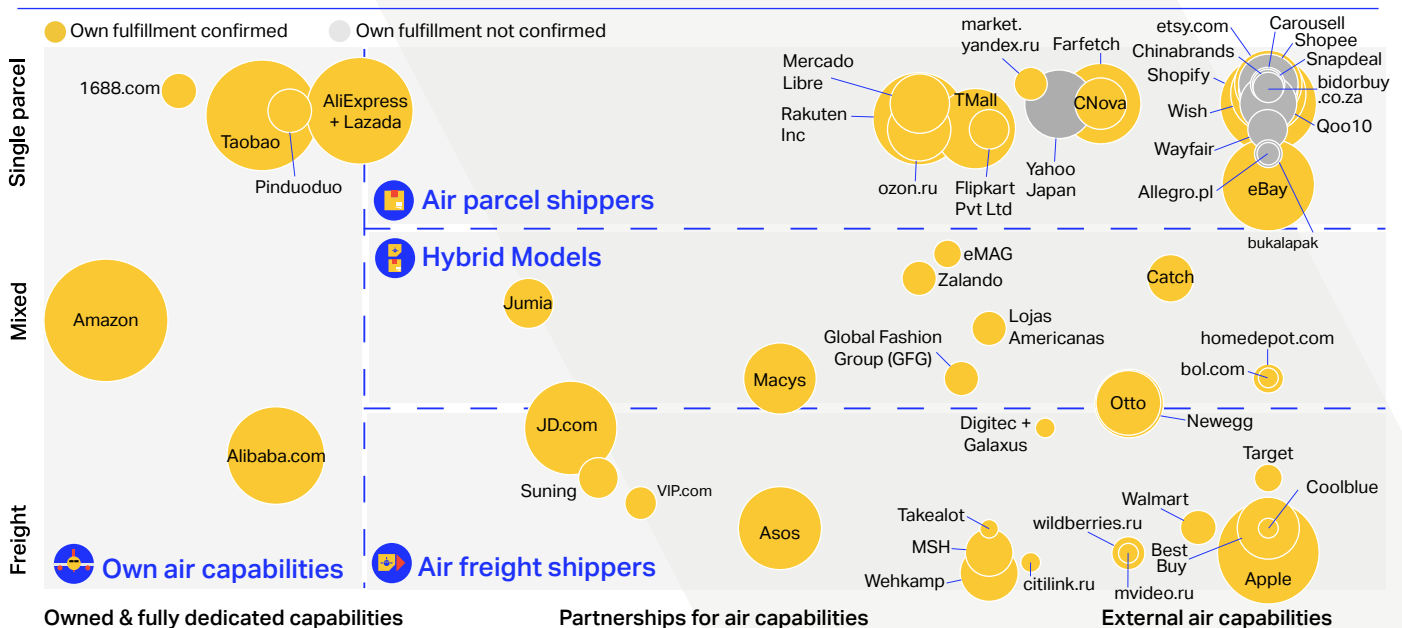 Own fulfillment confirmed
Own fulfillment not confirmed
Single parcel
Mixed
Freight
1688.com
Taobao
Pinduoduo
AliExpress
+ Lazada
Mercado
Libre
Rakuten
Inc
ozon.ru
TMall
Flipkart
Pvt Ltd
market.
yandex.ru
Yahoo
Japan
Farfetch
CNova
etsy.com
Chinabrands
Shopify
Wish
Wayfair
Allegro.pl
Carousell
Shopee
Snapdeal
bidorbuy
.co.za
Qoo10
eBay
bukalapak
Air parcel shippers
Hybrid Models
Amazon
Jumia
eMAG
Zalando
Lojas
Americanas
Global Fashion
Group (GFG)
Macys
Catch
homedepot.com
bol.com
Otto
Newegg
Alibaba.com
JD.com
Suning
VIP.com
Asos
Digitec +
Galaxus
Takealot
MSH
Wehkamp
citilink.ru
wildberries.ru
mvideo.ru
Walmart
Best
Buy
Target
Coolblue
Apple
Own air capabilities
Air freight shippers
Owned & fully dedicated capabilities
Partnerships for air capabilities
External air capabilities